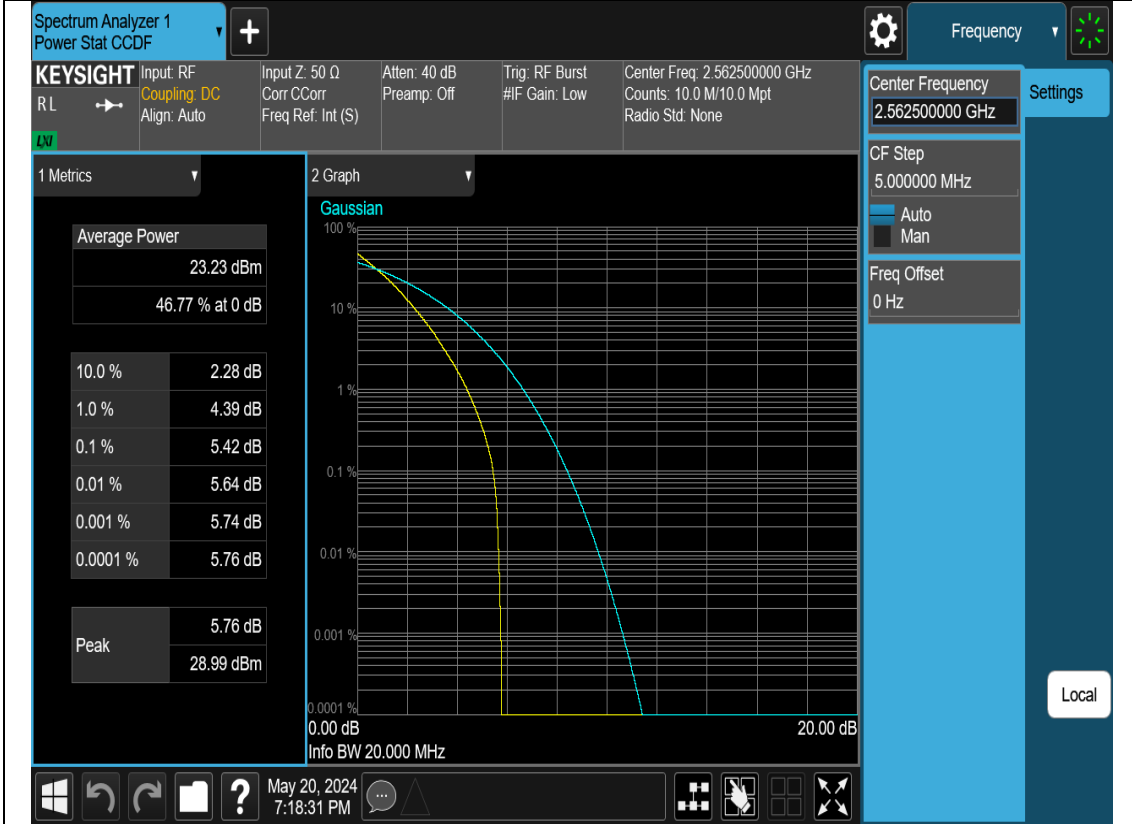 Spectrum Analyzer 1
Power Stat CCDF
Frequency
KEYSIGHT
RL
LXI
Input: RF
Coupling: DC
Align: Auto
Input Z: 50 Ω
Corr CCorr
Freq Ref: Int (S)
Atten: 40 dB
Preamp: Off
Trig: RF Burst
#IF Gain: Low
Center Freq: 2.562500000 GHz
Counts: 10.0 M/10.0 Mpt
Radio Std: None
Center Frequency
2.562500000 GHz
Settings
CF Step
5.000000 MHz
Auto
Man
Freq Offset
0 Hz
1 Metrics
Average Power
23.23 dBm
46.77 % at 0 dB
10.0 % 2.28 dB
1.0 % 4.39 dB
0.1 % 5.42 dB
0.01 % 5.64 dB
0.001 % 5.74 dB
0.0001 % 5.76 dB
Peak
5.76 dB
28.99 dBm
2 Graph
Gaussian
100 %
10 %
1 %
0.1 %
0.01 %
0.001 %
0.0001 %
0.00 dB 20.00 dB
Info BW 20.000 MHz
Local
?
May 20, 2024
7:18:31 PM